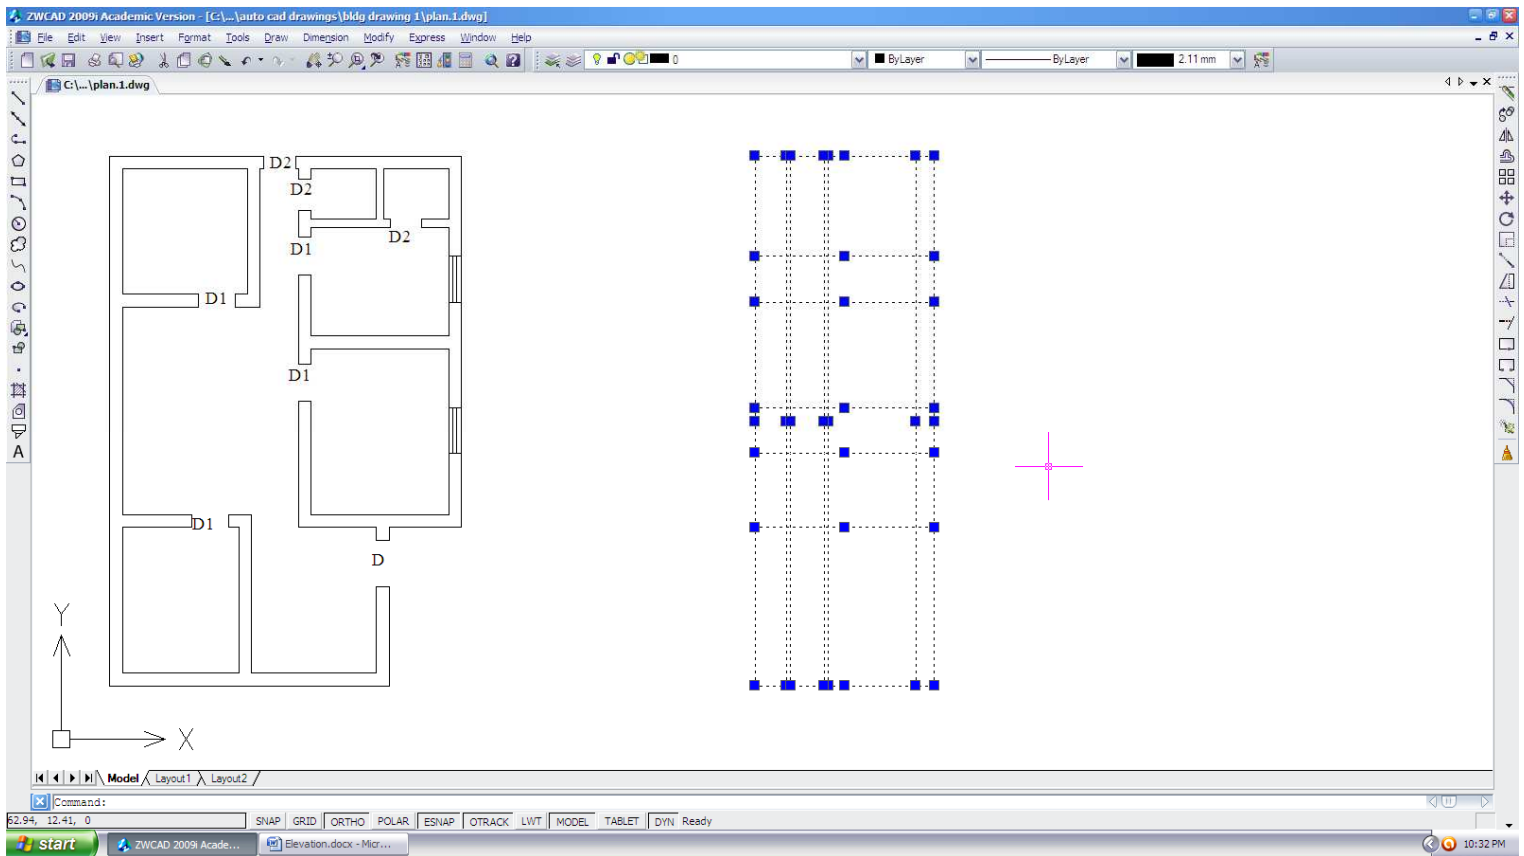 ZWCAD 2009i Academic Version - [C:\...\auto cad drawings\bldg drawing 1\plan.1.dwg]
File Edit View Insert Format Tools Draw Dimension Modify Express Window Help
0 ByLayer ByLayer 2.11 mm
C:\...\plan.1.dwg
D2
D2
D2
D1
D1
D1
D1
D
Y
X
A
Model Layout1 Layout2
Command:
62.94, 12.41, 0 SNAP GRID ORTHO POLAR ESNAP OTRACK LWT MODEL TABLET DYN Ready
start ZWCAD 2009i Acade... Elevation.docx - Micr... 10:32 PM